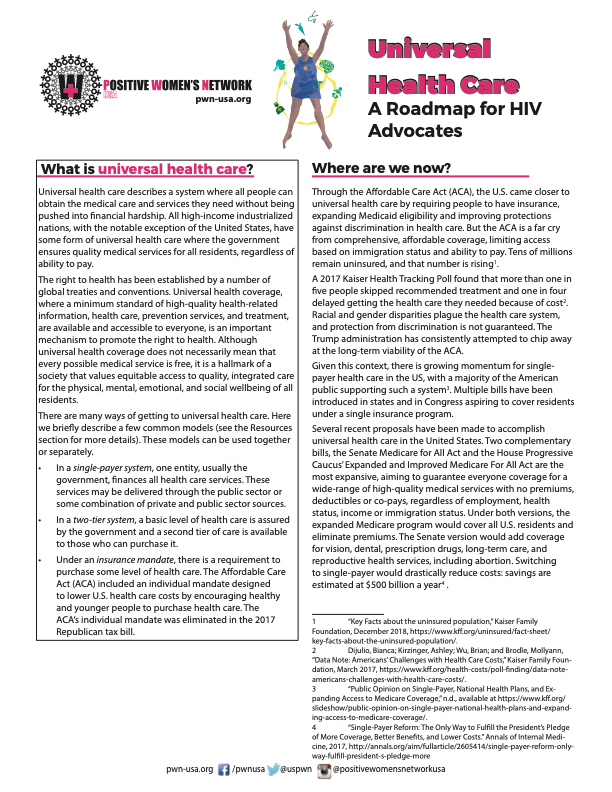 POSITIVE WOMEN'S NETWORK
USA
pwn-usa.org
Universal
Health Care
A Roadmap for HIV
Advocates
What is universal health care?
Universal health care describes a system where all people can
obtain the medical care and services they need without being
pushed into financial hardship. All high-income industrialized
nations, with the notable exception of the United States, have
some form of universal health care where the government
ensures quality medical services for all residents, regardless of
ability to pay.
The right to health has been established by a number of
global treaties and conventions. Universal health coverage,
where a minimum standard of high-quality health-related
information, health care, prevention services, and treatment,
are available and accessible to everyone, is an important
mechanism to promote the right to health. Although
universal health coverage does not necessarily mean that
every possible medical service is free, it is a hallmark of a
society that values equitable access to quality, integrated care
for the physical, mental, emotional, and social wellbeing of all
residents.
There are many ways of getting to universal health care. Here
we briefly describe a few common models (see the Resources
section for more details). These models can be used together
or separately.
• In a single-payer system, one entity, usually the
government, finances all health care services. These
services may be delivered through the public sector or
some combination of private and public sector sources.
• In a two-tier system, a basic level of health care is assured
by the government and a second tier of care is available
to those who can purchase it.
• Under an insurance mandate, there is a requirement to
purchase some level of health care. The Affordable Care
Act (ACA) included an individual mandate designed
to lower U.S. health care costs by encouraging healthy
and younger people to purchase health care. The
ACA's individual mandate was eliminated in the 2017
Republican tax bill.
Where are we now?
Through the Affordable Care Act (ACA), the U.S. came closer to
universal health care by requiring people to have insurance,
expanding Medicaid eligibility and improving protections
against discrimination in health care. But the ACA is a far cry
from comprehensive, affordable coverage, limiting access
based on immigration status and ability to pay. Tens of millions
remain uninsured, and that number is rising¹.
A 2017 Kaiser Health Tracking Poll found that more than one in
five people skipped recommended treatment and one in four
delayed getting the health care they needed because of cost².
Racial and gender disparities plague the health care system,
and protection from discrimination is not guaranteed. The
Trump administration has consistently attempted to chip away
at the long-term viability of the ACA.
Given this context, there is growing momentum for single-
payer health care in the US, with a majority of the American
public supporting such a system³. Multiple bills have been
introduced in states and in Congress aspiring to cover residents
under a single insurance program.
Several recent proposals have been made to accomplish
universal health care in the United States. Two complementary
bills, the Senate Medicare for All Act and the House Progressive
Caucus' Expanded and Improved Medicare For All Act are the
most expansive, aiming to guarantee everyone coverage for a
wide-range of high-quality medical services with no premiums,
deductibles or co-pays, regardless of employment, health
status, income or immigration status. Under both versions, the
expanded Medicare program would cover all U.S. residents and
eliminate premiums. The Senate version would add coverage
for vision, dental, prescription drugs, long-term care, and
reproductive health services, including abortion. Switching
to single-payer would drastically reduce costs: savings are
estimated at $500 billion a year⁴ .
1 "Key Facts about the uninsured population," Kaiser Family
Foundation, December 2018, https://www.kff.org/uninsured/fact-sheet/
key-facts-about-the-uninsured-population/.
2 Dijulio, Bianca; Kirzinger, Ashley; Wu, Brian; and Brodle, Mollyann,
"Data Note: Americans' Challenges with Health Care Costs," Kaiser Family Foun-
dation, March 2017, https://www.kff.org/health-costs/poll-finding/data-note-
americans-challenges-with-health-care-costs/.
3 "Public Opinion on Single-Payer, National Health Plans, and Ex-
panding Access to Medicare Coverage," n.d., available at https://www.kff.org/
slideshow/public-opinion-on-single-payer-national-health-plans-and-expand-
ing-access-to-medicare-coverage/.
4 "Single-Payer Reform: The Only Way to Fulfill the President's Pledge
of More Coverage, Better Benefits, and Lower Costs." Annals of Internal Medi-
cine, 2017, http://annals.org/aim/fullarticle/2605414/single-payer-reform-only-
way-fulfill-president-s-pledge-more
pwn-usa.org /pwnusa @uspwn @positivewomensnetworkusa